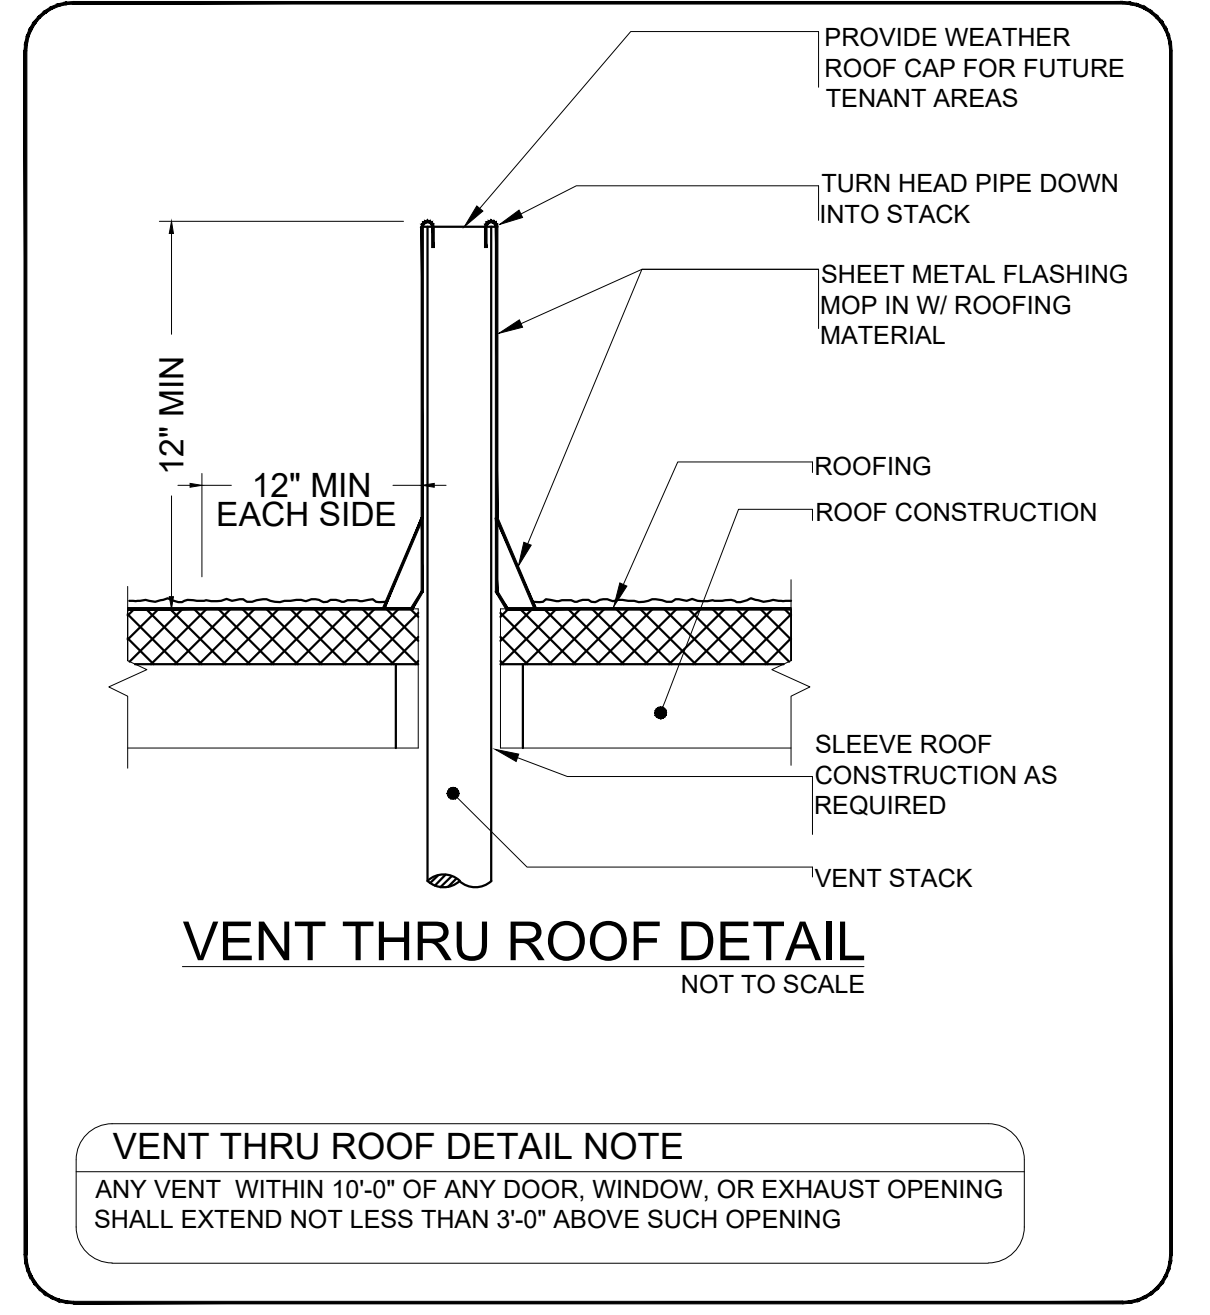 PROVIDE WEATHER
ROOF CAP FOR FUTURE
TENANT AREAS
TURN HEAD PIPE DOWN
INTO STACK
SHEET METAL FLASHING
MOP IN W/ ROOFING
MATERIAL
12" MIN
12" MIN
EACH SIDE
ROOFING
ROOF CONSTRUCTION
SLEEVE ROOF
CONSTRUCTION AS
REQUIRED
VENT STACK
VENT THRU ROOF DETAIL
NOT TO SCALE
VENT THRU ROOF DETAIL NOTE
ANY VENT WITHIN 10'-0" OF ANY DOOR, WINDOW, OR EXHAUST OPENING
SHALL EXTEND NOT LESS THAN 3'-0" ABOVE SUCH OPENING